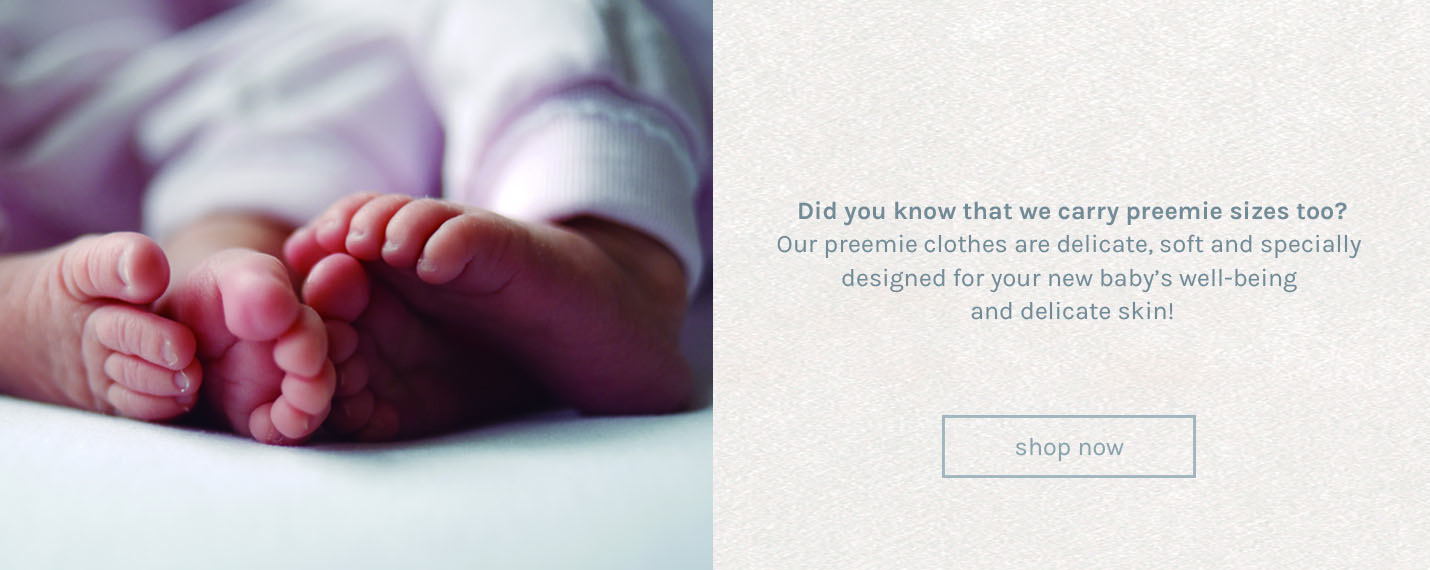 Did you know that we carry preemie sizes too?
Our preemie clothes are delicate, soft and specially
designed for your new baby’s well-being
and delicate skin!
shop now